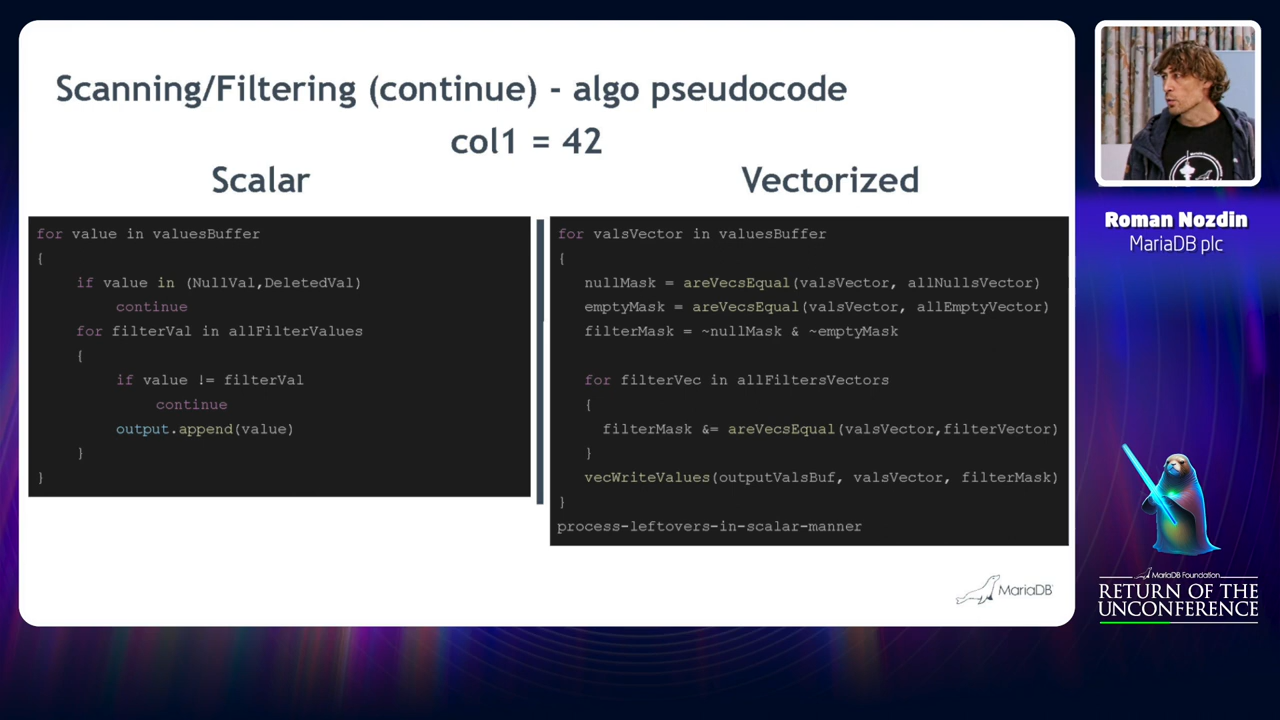 Scanning/Filtering (continue) - algo pseudocode
col1 = 42
Scalar
for value in valuesBuffer
{
if value in (NullVal,DeletedVal)
continue
for filterVal in allFilterValues
{
if value != filterVal
continue
output.append(value)
}
}
Vectorized
for valsVector in valuesBuffer
{
nullMask = areVecsEqual(valsVector, allNullsVector)
emptyMask = areVecsEqual(valsVector, allEmptyVector)
filterMask = ~nullMask & ~emptyMask
for filterVec in allFiltersVectors
{
filterMask &= areVecsEqual(valsVector,filterVector)
}
vecWriteValues(outputValsBuf, valsVector, filterMask)
}
process-leftovers-in-scalar-manner
MariaDB
Roman Nozdin
MariaDB plc
MariaDB Foundation
RETURN OF THE
UNCONFERENCE